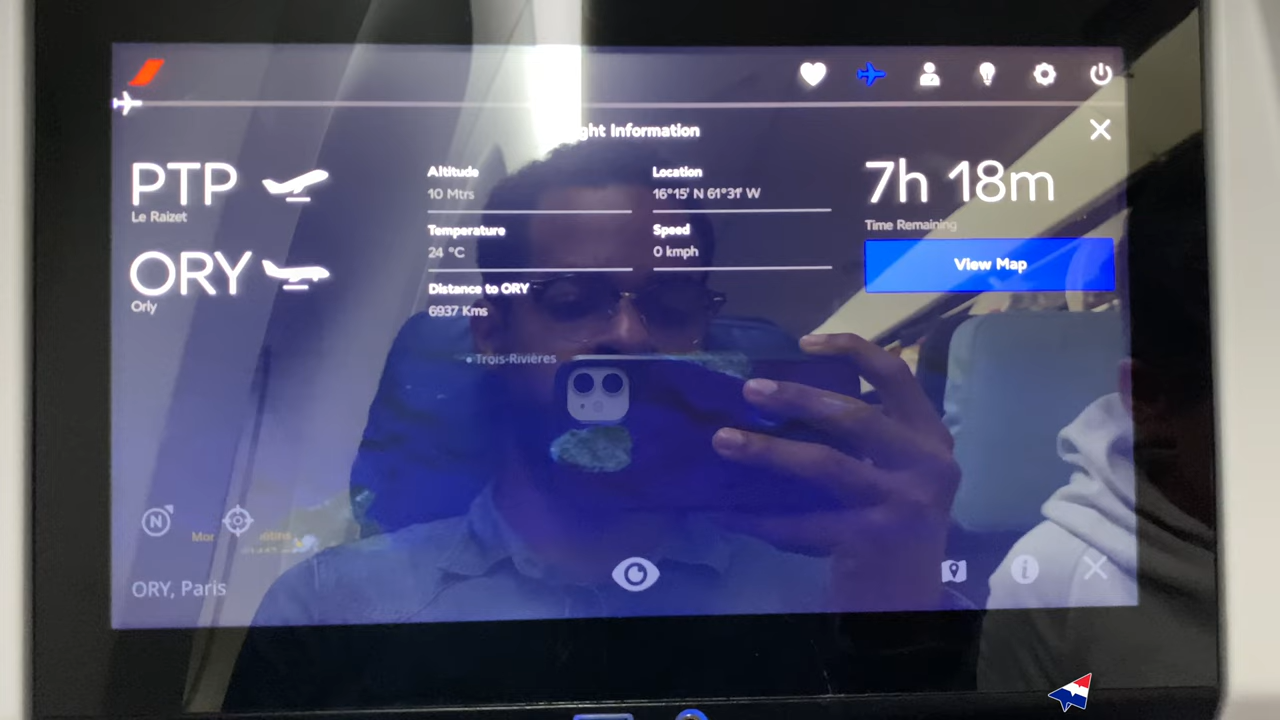 ght Information
PTP
Le Raizet
ORY
Orly
Altitude
10 Mtrs
Location
16°15' N 61°31' W
Temperature
24 °C
Speed
0 kmph
Distance to ORY
6937 Kms
7h 18m
Time Remaining
View Map
Trois-Rivières
N
ORY, Paris